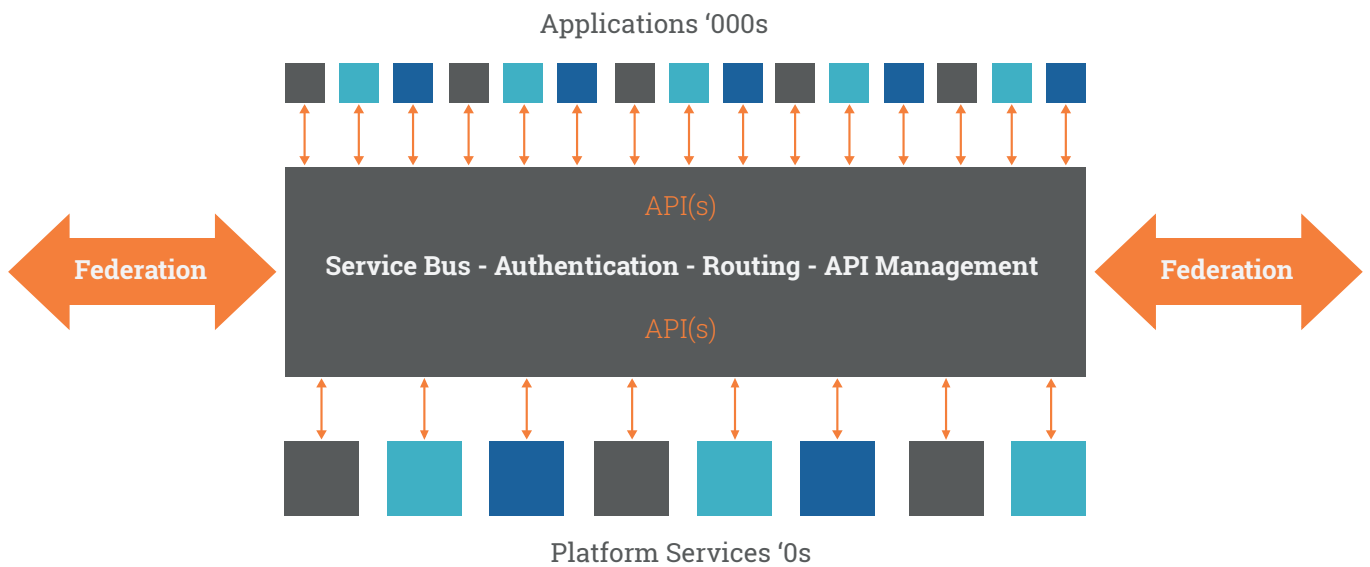 Applications ‘000s
API(s)
Federation
Service Bus - Authentication - Routing - API Management
Federation
API(s)
Platform Services ‘0s